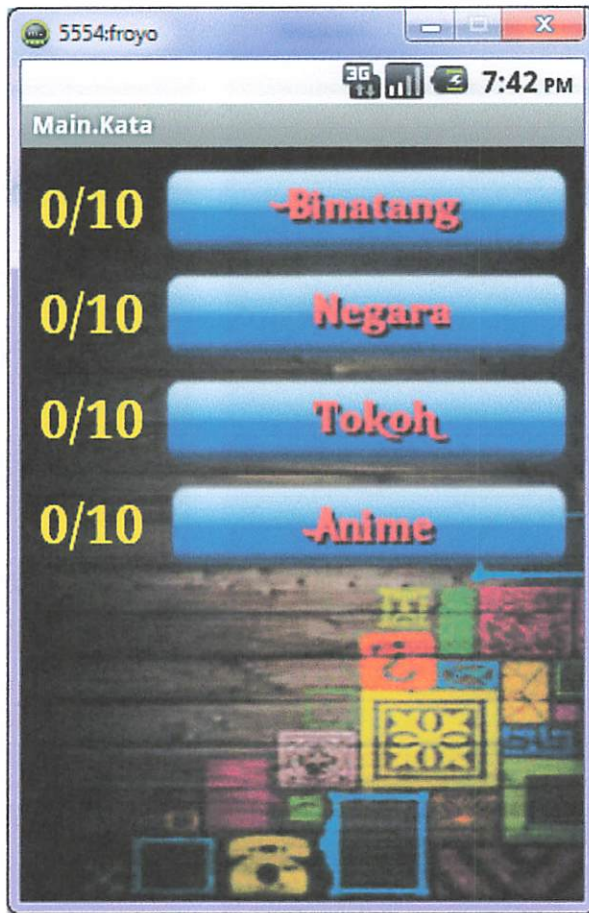 5554:froyo
3G 7:42 PM
Main.Kata
0/10 Binatang
0/10 Negara
0/10 Tokoh
0/10 Anime